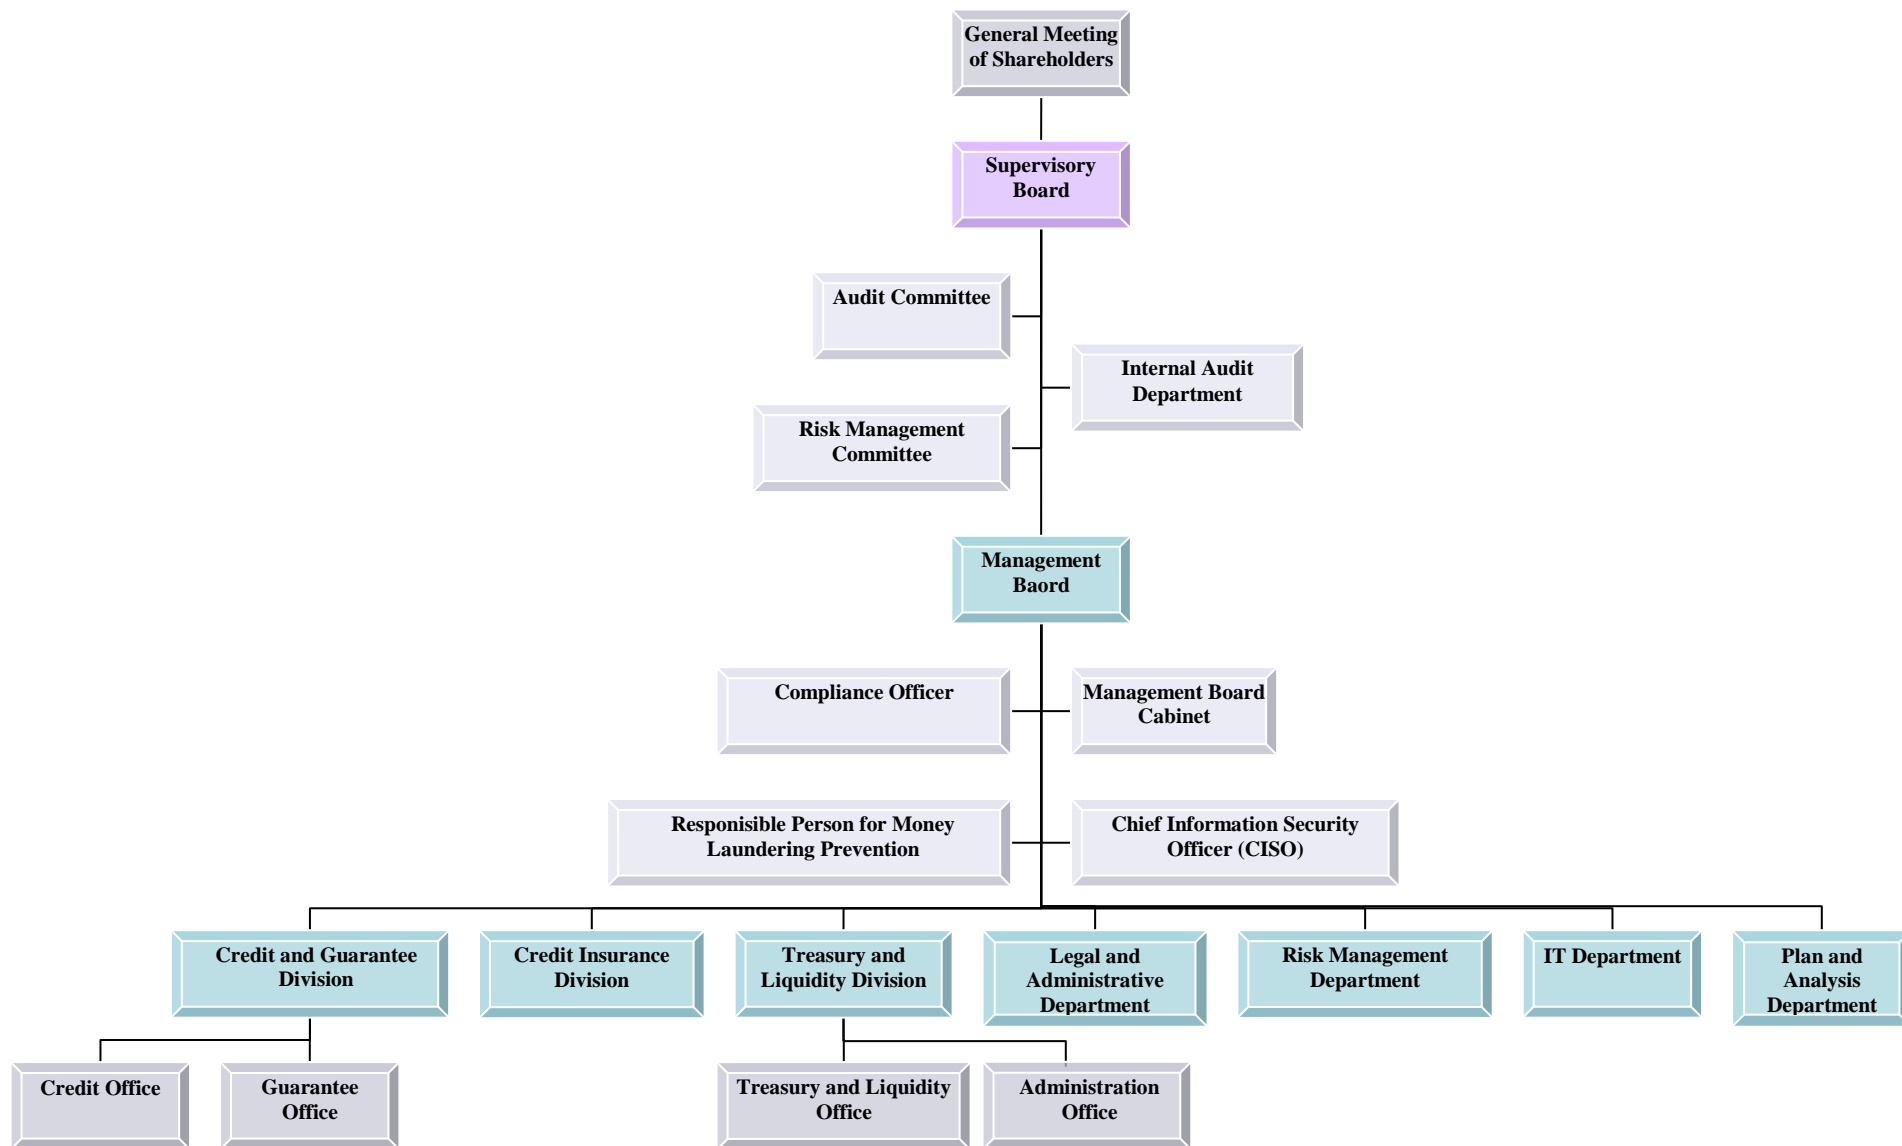 General Meeting
of Shareholders
Supervisory
Board
Audit Committee
Internal Audit
Department
Risk Management
Committee
Management
Baord
Compliance Officer
Management Board
Cabinet
Responisible Person for Money
Laundering Prevention
Chief Information Security
Officer (CISO)
Credit and Guarantee
Division
Credit Insurance
Division
Treasury and
Liquidity Division
Legal and
Administrative
Department
Risk Management
Department
IT Department
Plan and
Analysis
Department
Credit Office
Guarantee
Office
Treasury and Liquidity
Office
Administration
Office